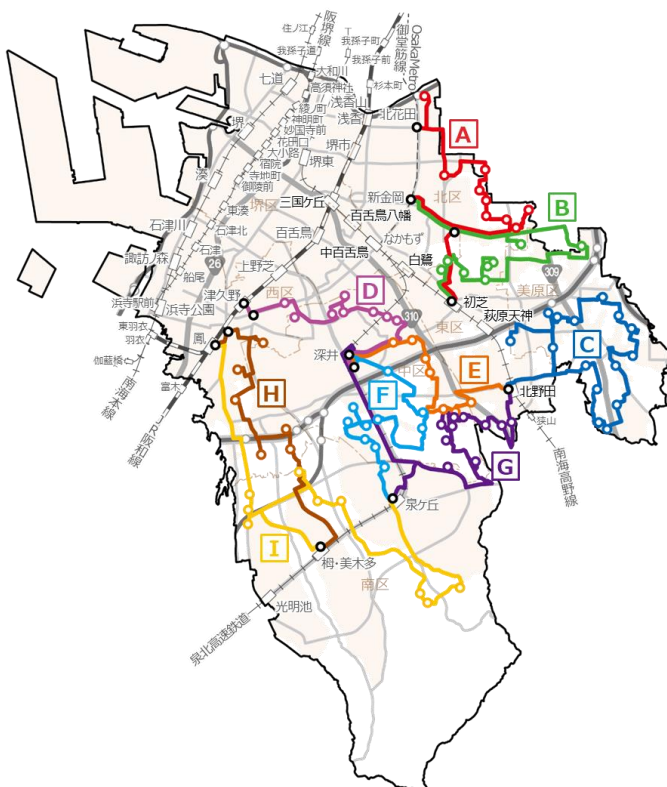 住ノ江
阪堺線
我孫子道
我孫子町
我孫子前
御堂筋線
OsakaMetro
七道
大和川
高須神社
浅香山
杉本町
綾ノ町
神明町
妙国寺前
浅香
北花田
A
堺
花田口
大小路
堺市
宿院
寺地町
堺東
御陵前
湊
三国ケ丘
新金岡
北区
東湊
堺区
百舌鳥八幡
B
石津川
石津北
百舌鳥
なかもず
石津
中百舌鳥
白鷺
諏訪ノ森
船尾
26
上野芝
309
美原区
浜寺駅前
津久野
西区
D
初芝
浜寺公園
310
萩原天神
東羽衣
鳳
東区
羽衣
深井
中区
C
伽藍橋
富木
H
F
E
北野田
南海本線
JR阪和線
狭山
G
南海高野線
泉ケ丘
I
栂・美木多
南区
光明池
泉北高速鉄道